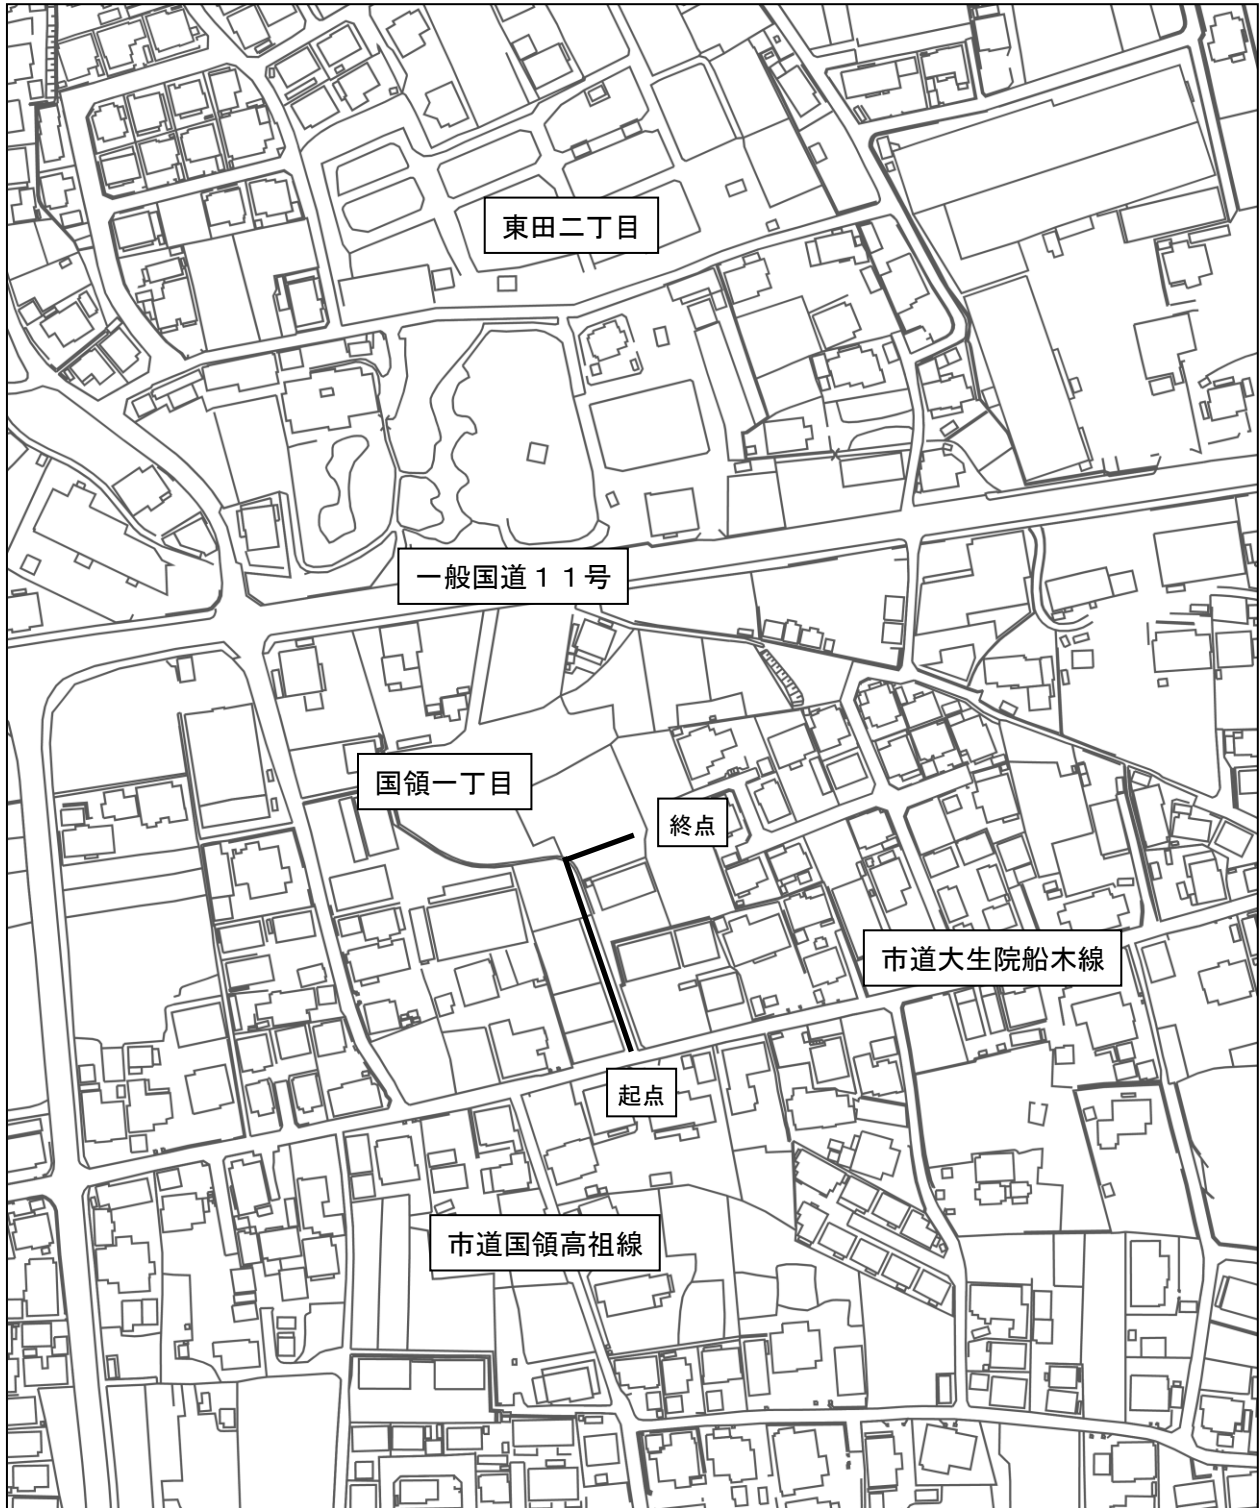 東田二丁目
一般国道１１号
国領一丁目
終点
市道大生院船木線
起点
市道国領高祖線